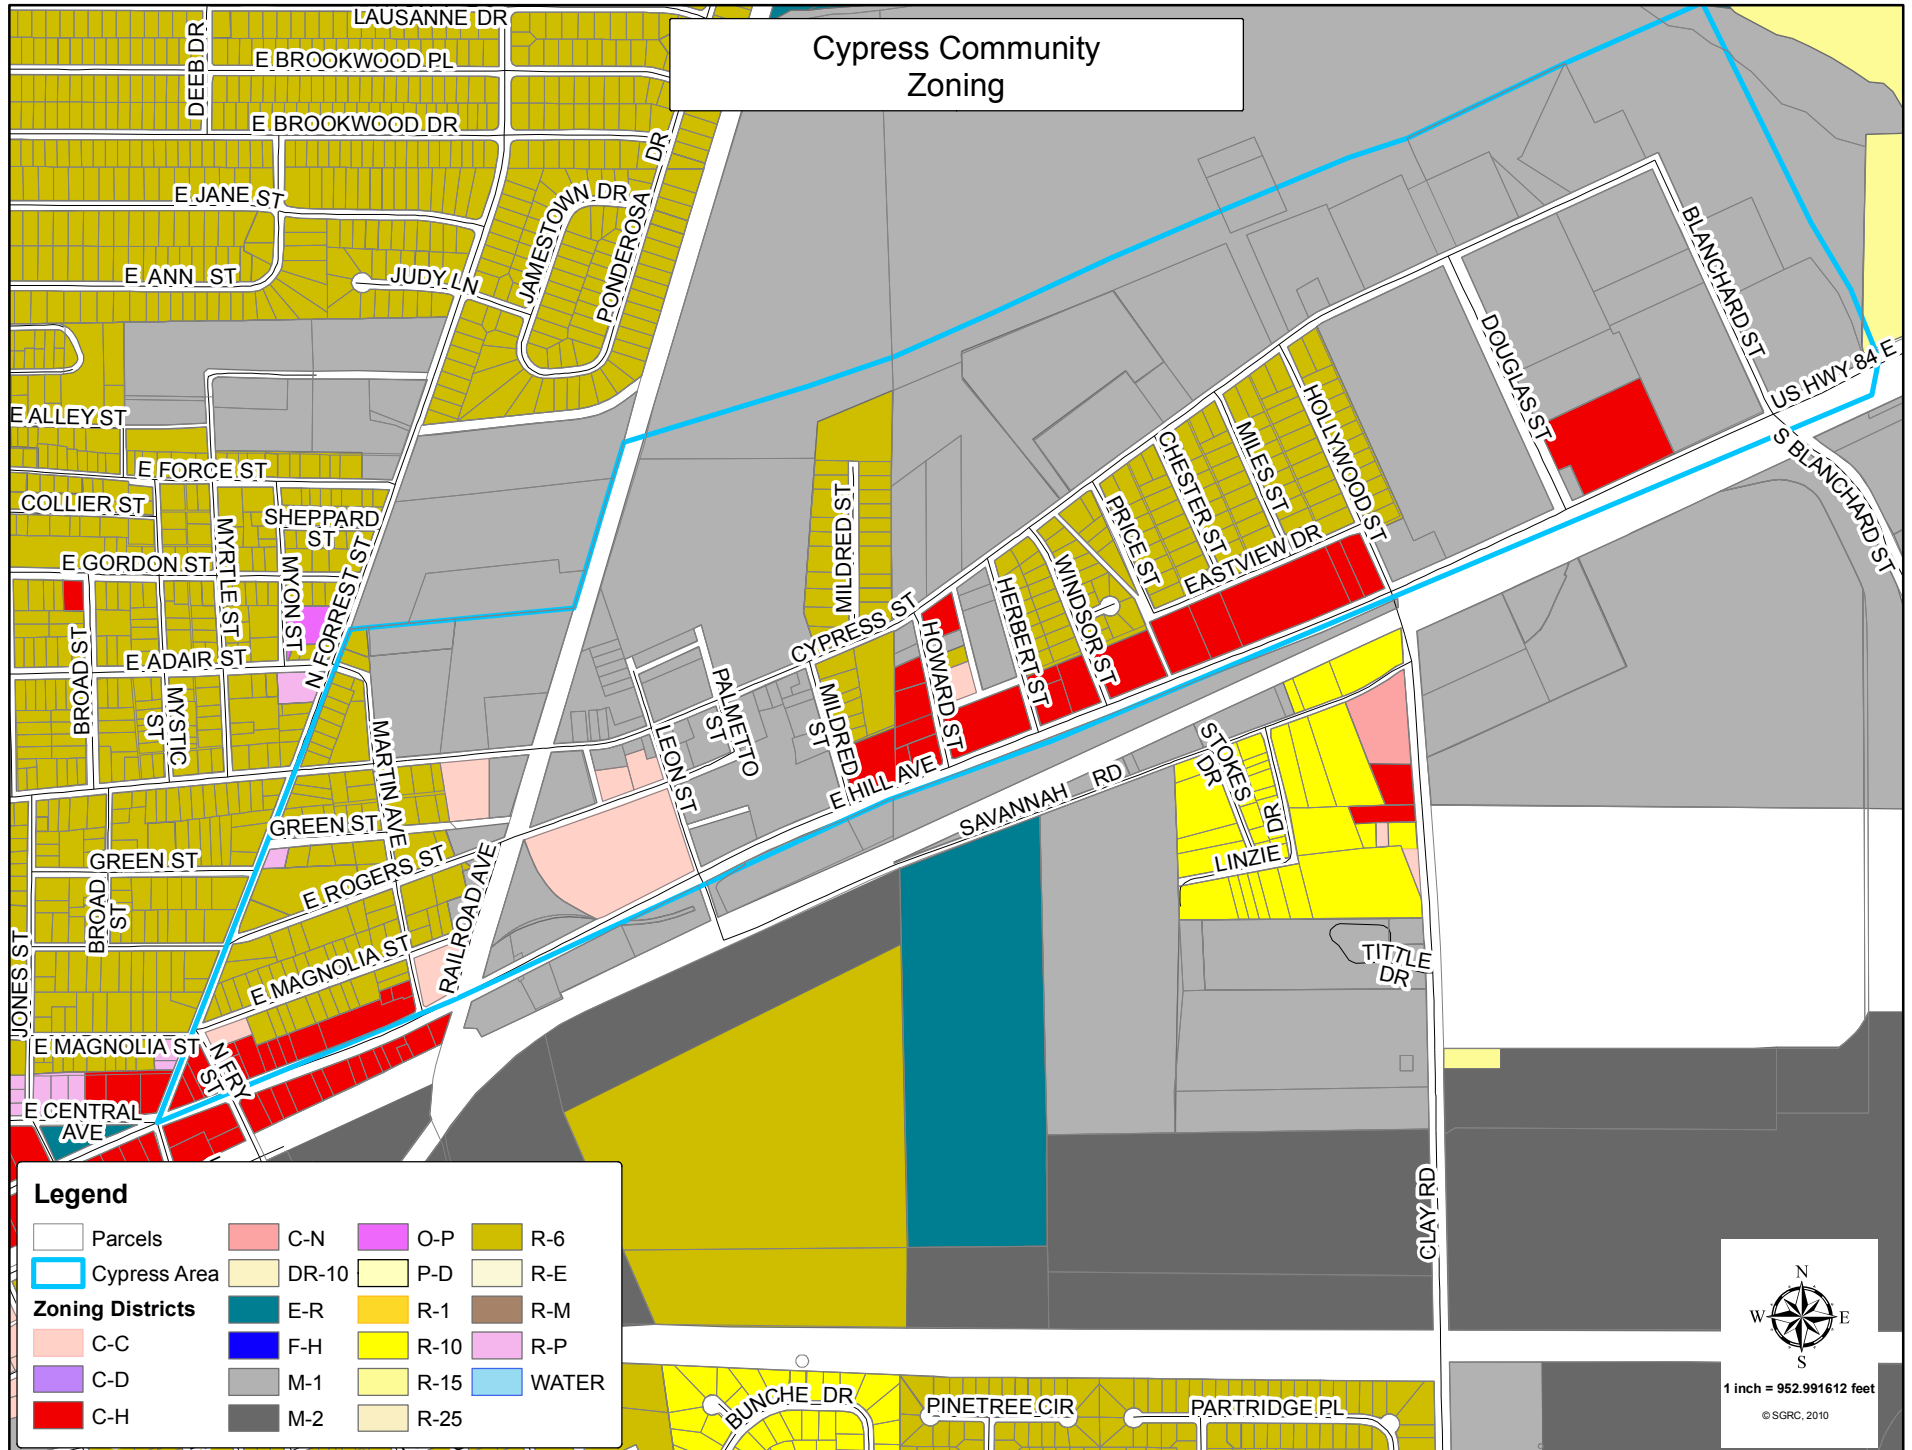 Cypress Community
Zoning
LAUSANNE DR
DEEB DR
E BROOKWOOD PL
E BROOKWOOD DR
E JANE ST
E ANN ST
JUDY LN
JAMESTOWN DR
PONDEROSA DR
E ALLEY ST
E FORCE ST
COLLIER ST
SHEPPARD
ST
E GORDON ST
MYRTLE ST
MYON ST
N FORREST ST
BROAD ST
E ADAIR ST
MYSTIC
ST
MARTIN AVE
GREEN ST
GREEN ST
BROAD
ST
E ROGERS ST
JONES ST
E MAGNOLIA ST
E MAGNOLIA ST
N FRY
ST
E CENTRAL
AVE
RAILROAD AVE
LEON ST
PALMETTO
ST
MILDRED ST
MILDRED
ST
CYPRESS ST
HOWARD ST
HERBERT ST
WINDSOR ST
PRICE ST
CHESTER ST
MILES ST
HOLLYWOOD ST
EASTVIEW DR
DOUGLAS ST
BLANCHARD ST
US HWY 84 E
S BLANCHARD ST
E HILL AVE
SAVANNAH RD
STOKES
DR
LINZIE DR
TITTLE
DR
CLAY RD
BUNCHE DR
PINETREE CIR
PARTRIDGE PL
Legend
Parcels
Cypress Area
Zoning Districts
C-C
C-D
C-H
C-N
DR-10
E-R
F-H
M-1
M-2
O-P
P-D
R-1
R-10
R-15
R-25
R-6
R-E
R-M
R-P
WATER
N
W
E
S
1 inch = 952.991612 feet
© SGRC, 2010